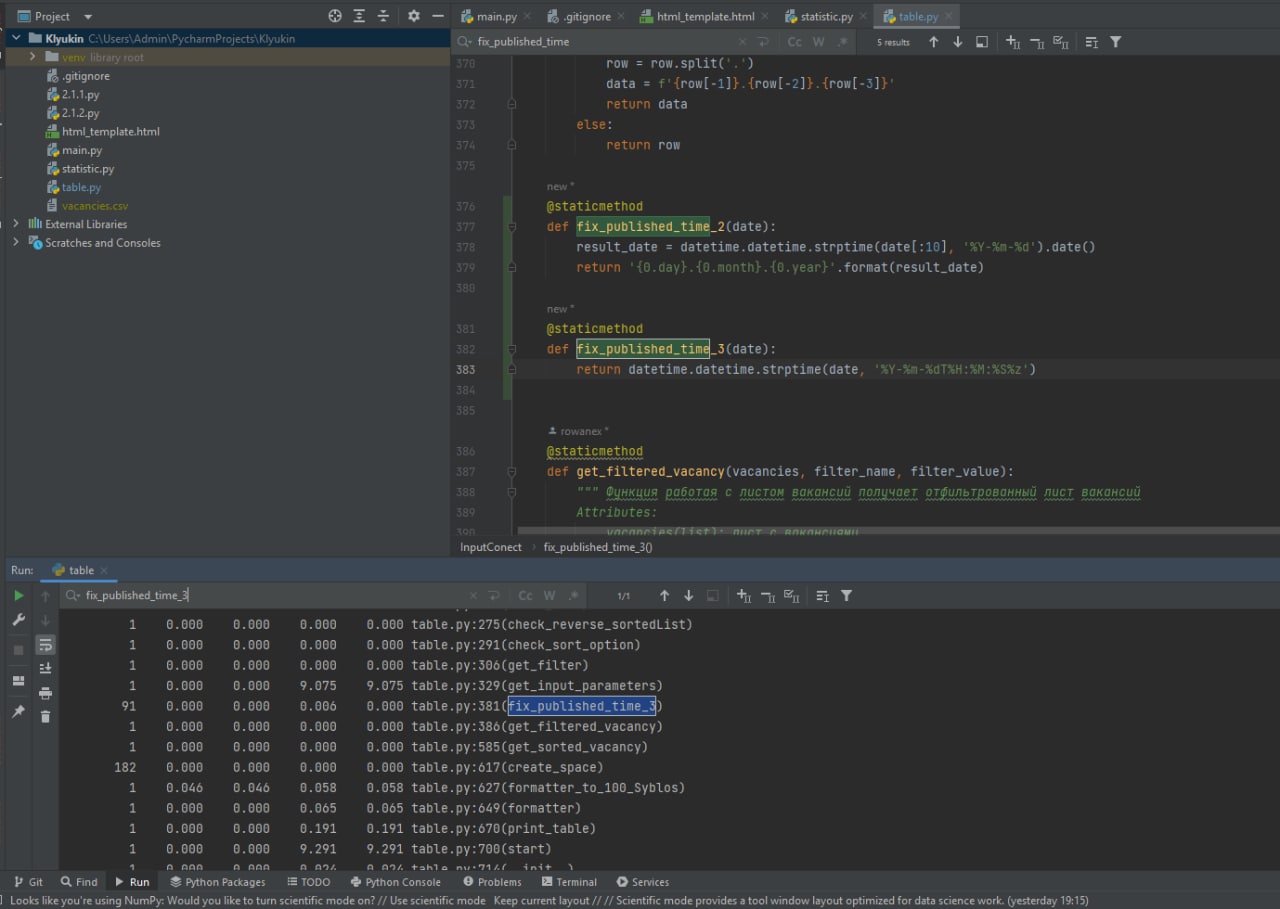 Project
main.py
.gitignore
html_template.html
statistic.py
table.py
Klyukin C:\Users\Admin\PycharmProjects\Klyukin
venv library root
.gitignore
2.1.1.py
2.1.2.py
html_template.html
main.py
statistic.py
table.py
vacancies.csv
External Libraries
Scratches and Consoles
fix_published_time
Cc W .* 5 results
370 row = row.split('.')
371 data = f'{row[-1]}.{row[-2]}.{row[-3]}'
372 return data
373 else:
374 return row
375
new *
376 @staticmethod
377 def fix_published_time_2(date):
378 result_date = datetime.datetime.strptime(date[:10], '%Y-%m-%d').date()
379 return '{0.day}.{0.month}.{0.year}'.format(result_date)
380
new *
381 @staticmethod
382 def fix_published_time_3(date):
383 return datetime.datetime.strptime(date, '%Y-%m-%dT%H:%M:%S%z')
384
385
rowanex *
386 @staticmethod
387 def get_filtered_vacancy(vacancies, filter_name, filter_value):
388 """ Функция работая с листом вакансий получает отфильтрованный лист вакансий
389 Attributes:
390 vacancies(list): лист с вакансиями
InputConect fix_published_time_3()
Run: table
fix_published_time_3
Cc W .* 1/1
1 0.000 0.000 0.000 0.000 table.py:275(check_reverse_sortedList)
1 0.000 0.000 0.000 0.000 table.py:291(check_sort_option)
1 0.000 0.000 0.000 0.000 table.py:306(get_filter)
1 0.000 0.000 9.075 9.075 table.py:329(get_input_parameters)
91 0.000 0.000 0.006 0.000 table.py:381(fix_published_time_3)
1 0.000 0.000 0.000 0.000 table.py:386(get_filtered_vacancy)
1 0.000 0.000 0.000 0.000 table.py:585(get_sorted_vacancy)
182 0.000 0.000 0.000 0.000 table.py:617(create_space)
1 0.046 0.046 0.058 0.058 table.py:627(formatter_to_100_Syblos)
1 0.000 0.000 0.065 0.065 table.py:649(formatter)
1 0.000 0.000 0.191 0.191 table.py:670(print_table)
1 0.000 0.000 9.291 9.291 table.py:700(start)
1 0.000 0.000 0.024 0.024 table.py:714(__init__)
Git Find Run Python Packages TODO Python Console Problems Terminal Services
Looks like you're using NumPy: Would you like to turn scientific mode on? // Use scientific mode Keep current layout // // Scientific mode provides a tool window layout optimized for data science work. (yesterday 19:15)